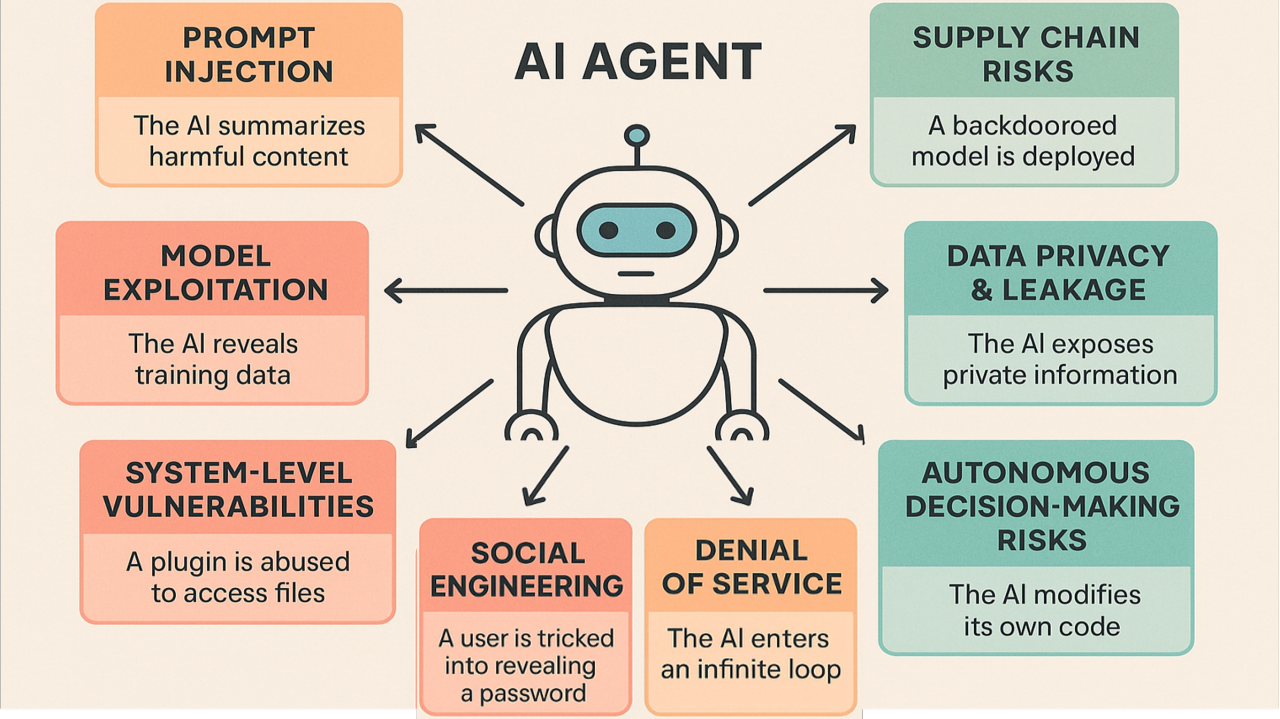 AI AGENT
PROMPT
INJECTION
The AI summarizes
harmful content
SUPPLY CHAIN
RISKS
A backdooroed
model is deployed
MODEL
EXPLOITATION
The AI reveals
training data
DATA PRIVACY
& LEAKAGE
The AI exposes
private information
SYSTEM-LEVEL
VULNERABILITIES
A plugin is abused
to access files
SOCIAL
ENGINEERING
A user is tricked
into revealing
a password
DENIAL
OF SERVICE
The AI enters
an infinite loop
AUTONOMOUS
DECISION-MAKING
RISKS
The AI modifies
its own code